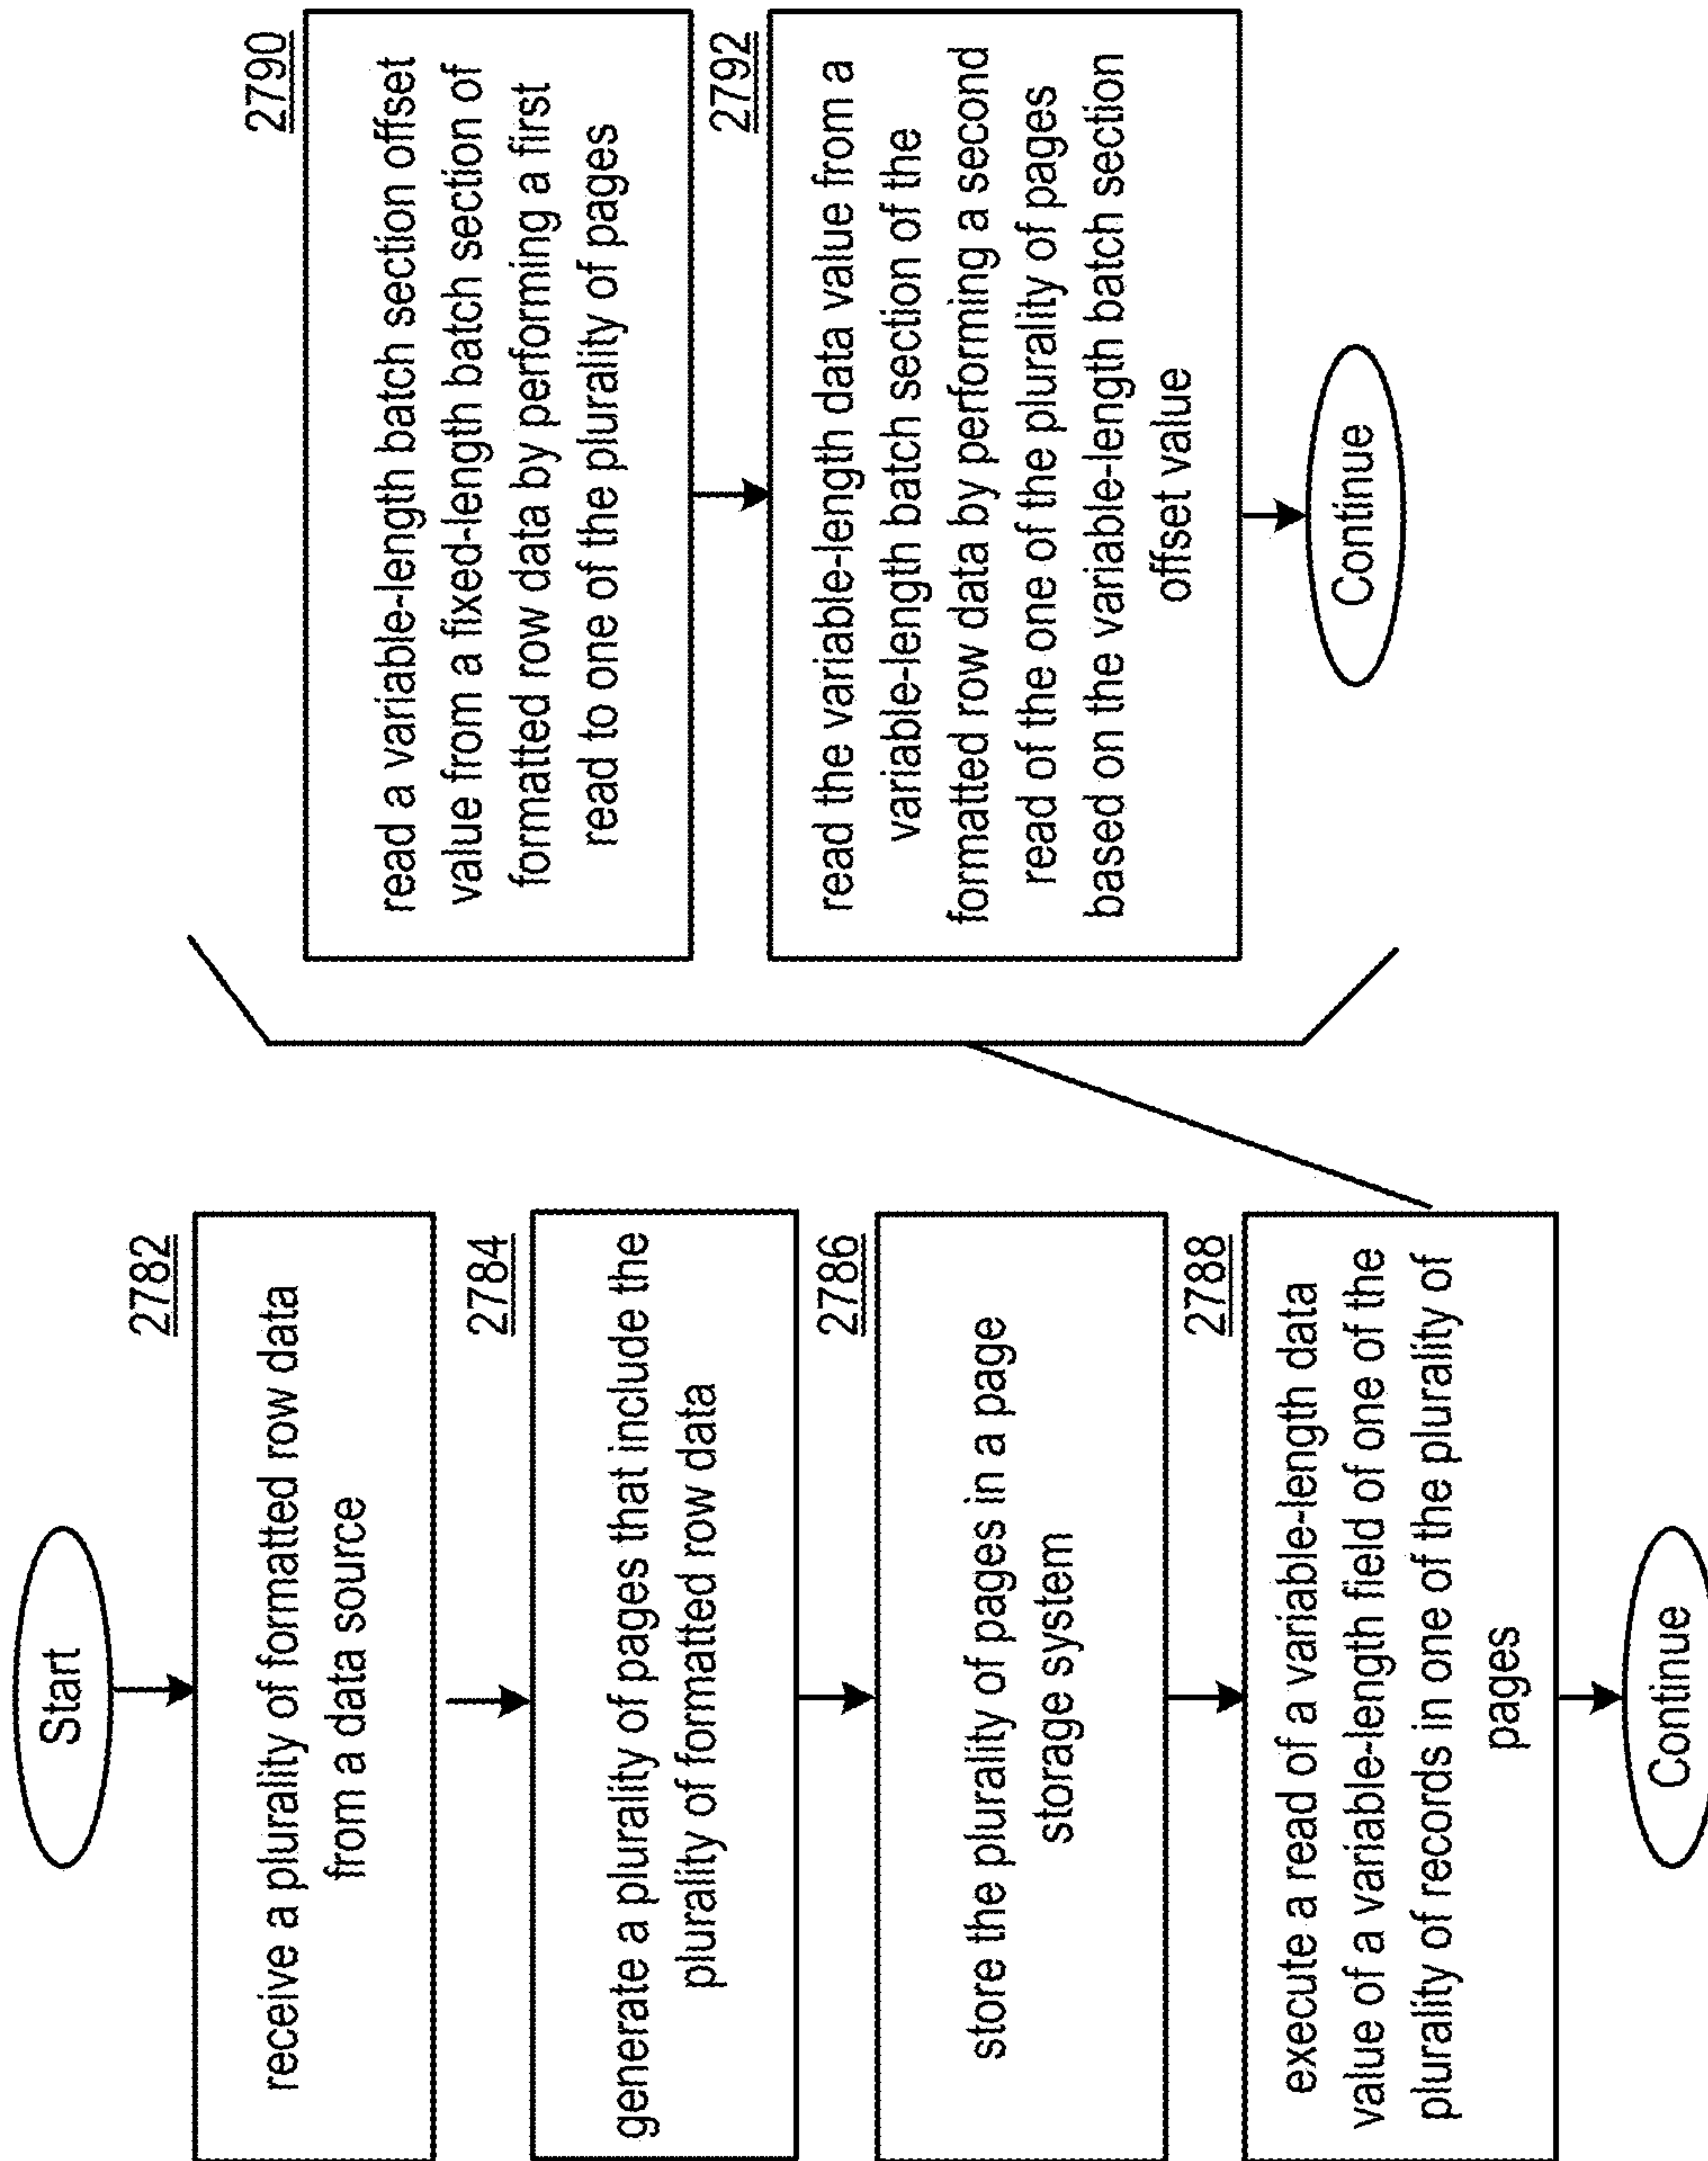 Start
2782
receive a plurality of formatted row data
from a data source
2784
generate a plurality of pages that include the
plurality of formatted row data
2786
store the plurality of pages in a page
storage system
2788
execute a read of a variable-length data
value of a variable-length field of one of the
plurality of records in one of the plurality of
pages
Continue
2790
read a variable-length batch section offset
value from a fixed-length batch section of
formatted row data by performing a first
read to one of the plurality of pages
2792
read the variable-length data value from a
variable-length batch section of the
formatted row data by performing a second
read of the one of the plurality of pages
based on the variable-length batch section
offset value
Continue